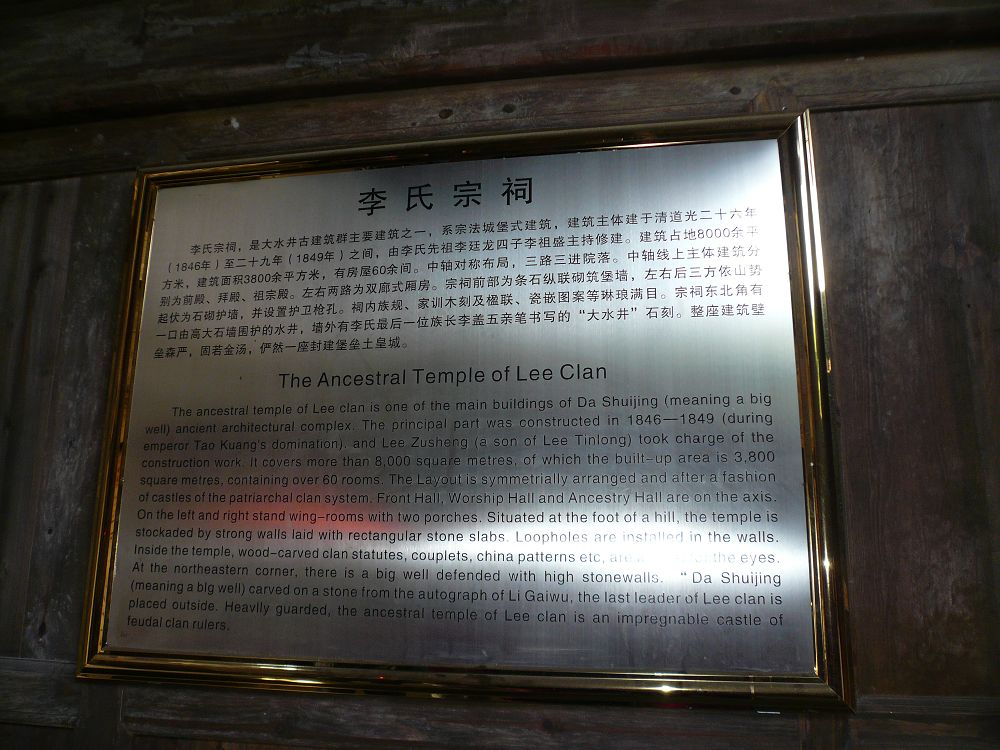 李氏宗祠
李氏宗祠，是大水井古建筑群主要建筑之一，系宗法城堡式建筑，建筑主体建于清道光二十六年
（1846年）至二十九年（1849年）之间，由李氏先祖李廷龙四子李祖盛主持修建。建筑占地8000余平
方米，建筑面积3800余平方米，有房屋60余间。中轴对称布局，三路三进院落。中轴线上主体建筑分
别为前殿、拜殿、祖宗殿。左右两路为双廊式厢房。宗祠前部为条石纵联砌筑堡墙，左右后三方依山势
起伏为石砌护墙，并设置护卫枪孔。祠内族规、家训木刻及楹联、瓷嵌图案等琳琅满目。宗祠东北角有
一口由高大石墙围护的水井，墙外有李氏最后一位族长李盖五亲笔书写的“大水井”石刻。整座建筑壁
垒森严，固若金汤，俨然一座封建堡垒土皇城。
The Ancestral Temple of Lee Clan
The ancestral temple of Lee clan is one of the main buildings of Da Shuijing (meaning a big
well) ancient architectural complex. The principal part was constructed in 1846—1849 (during
emperor Tao Kuang's domination), and Lee Zusheng (a son of Lee Tinlong) took charge of the
construction work. It covers more than 8,000 square metres, of which the built-up area is 3,800
square metres, containing over 60 rooms. The Layout is symmetrially arranged and after a fashion
of castles of the patriarchal clan system. Front Hall, Worship Hall and Ancestry Hall are on the axis.
On the left and right stand wing-rooms with two porches. Situated at the foot of a hill, the temple is
stockaded by strong walls laid with rectangular stone slabs. Loopholes are installed in the walls.
Inside the temple, wood-carved clan statutes, couplets, china patterns etc, are for the eyes.
At the northeastern corner, there is a big well defended with high stonewalls. “Da Shuijing
(meaning a big well) carved on a stone from the autograph of Li Gaiwu, the last leader of Lee clan is
placed outside. Heavlly guarded, the ancestral temple of Lee clan is an impregnable castle of
feudal clan rulers.